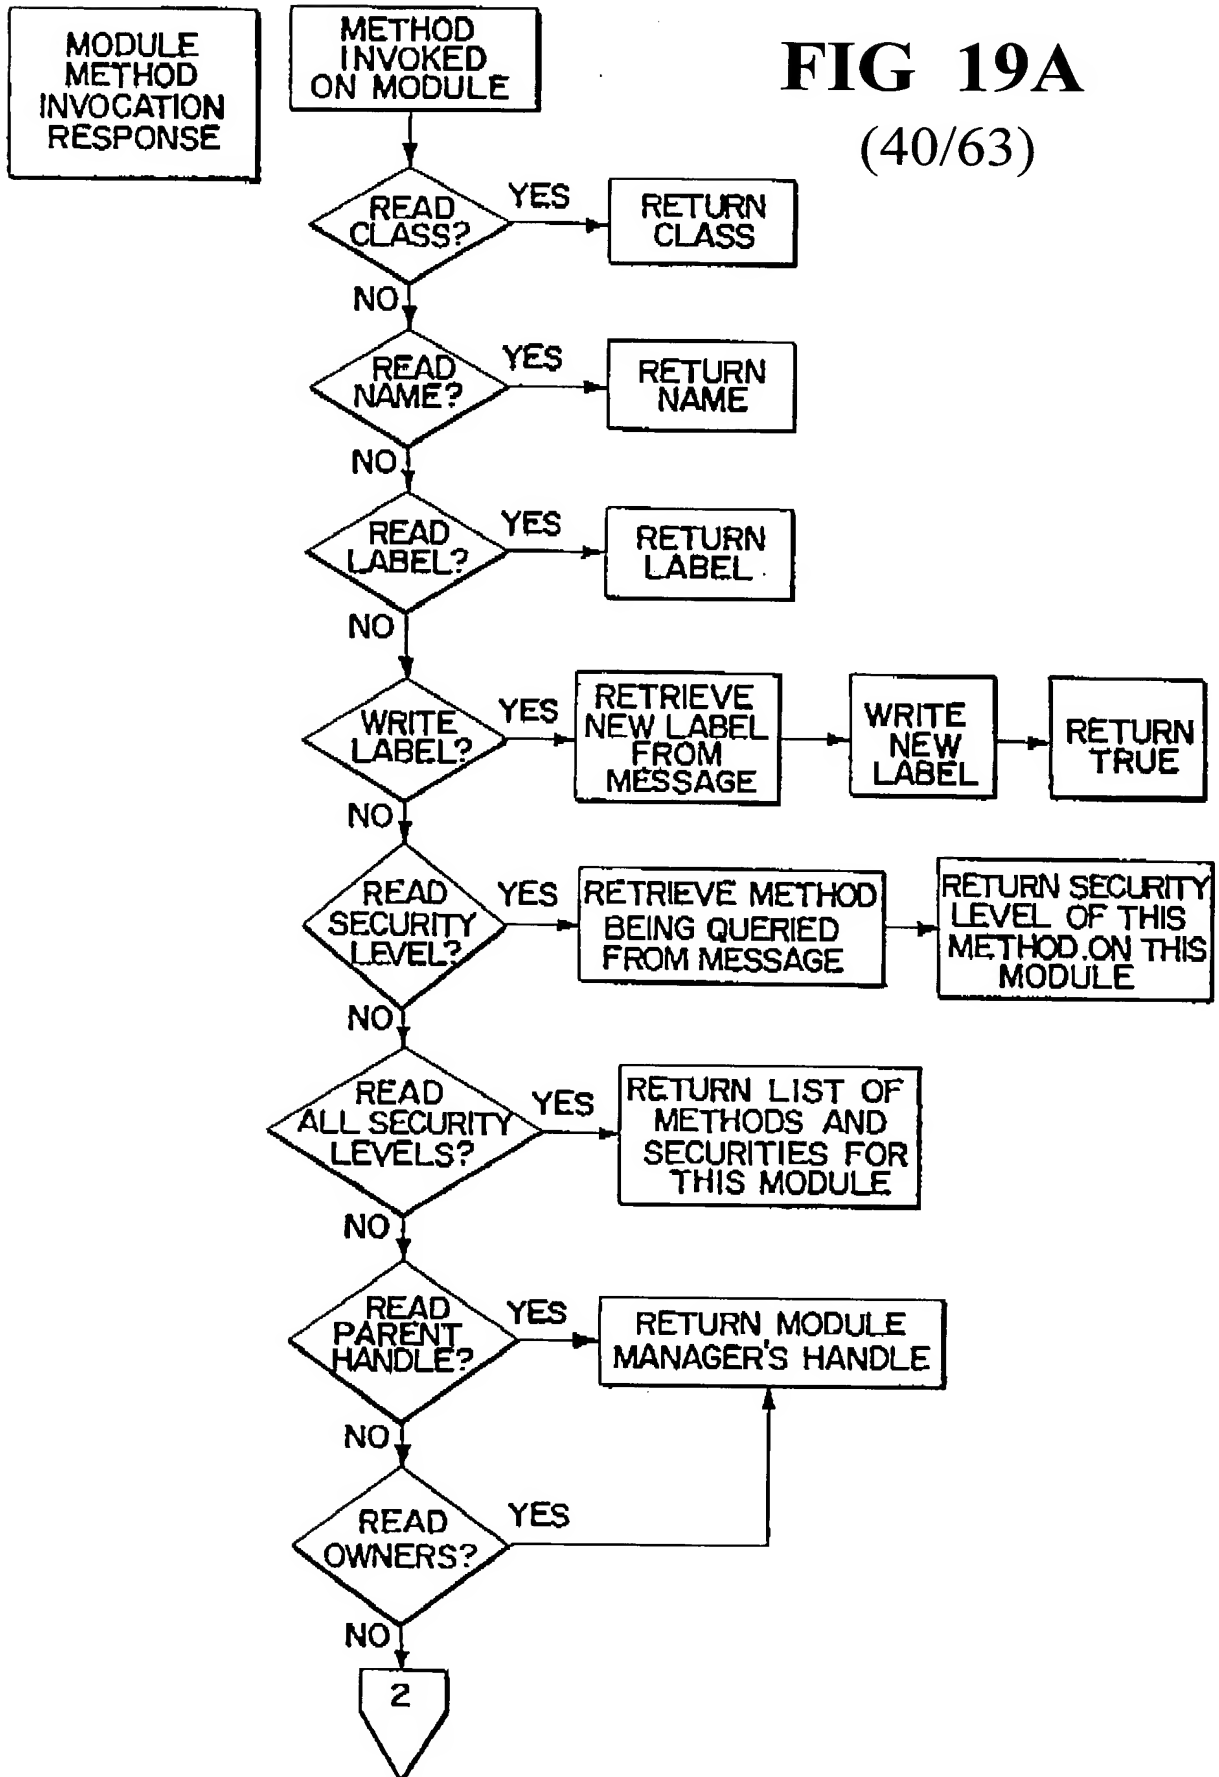 MODULE
METHOD
INVOCATION
RESPONSE
METHOD
INVOKED
ON MODULE
FIG 19A
(40/63)
READ
CLASS?
YES
RETURN
CLASS
NO
READ
NAME?
YES
RETURN
NAME
NO
READ
LABEL?
YES
RETURN
LABEL
NO
WRITE
LABEL?
YES
RETRIEVE
NEW LABEL
FROM
MESSAGE
WRITE
NEW
LABEL
RETURN
TRUE
NO
READ
SECURITY
LEVEL?
YES
RETRIEVE METHOD
BEING QUERIED
FROM MESSAGE
RETURN SECURITY
LEVEL OF THIS
METHOD.ON THIS
MODULE
NO
READ
ALL SECURITY
LEVELS?
YES
RETURN LIST OF
METHODS AND
SECURITIES FOR
THIS MODULE
NO
READ
PARENT
HANDLE?
YES
RETURN MODULE
MANAGER'S HANDLE
NO
READ
OWNERS?
YES
NO
2